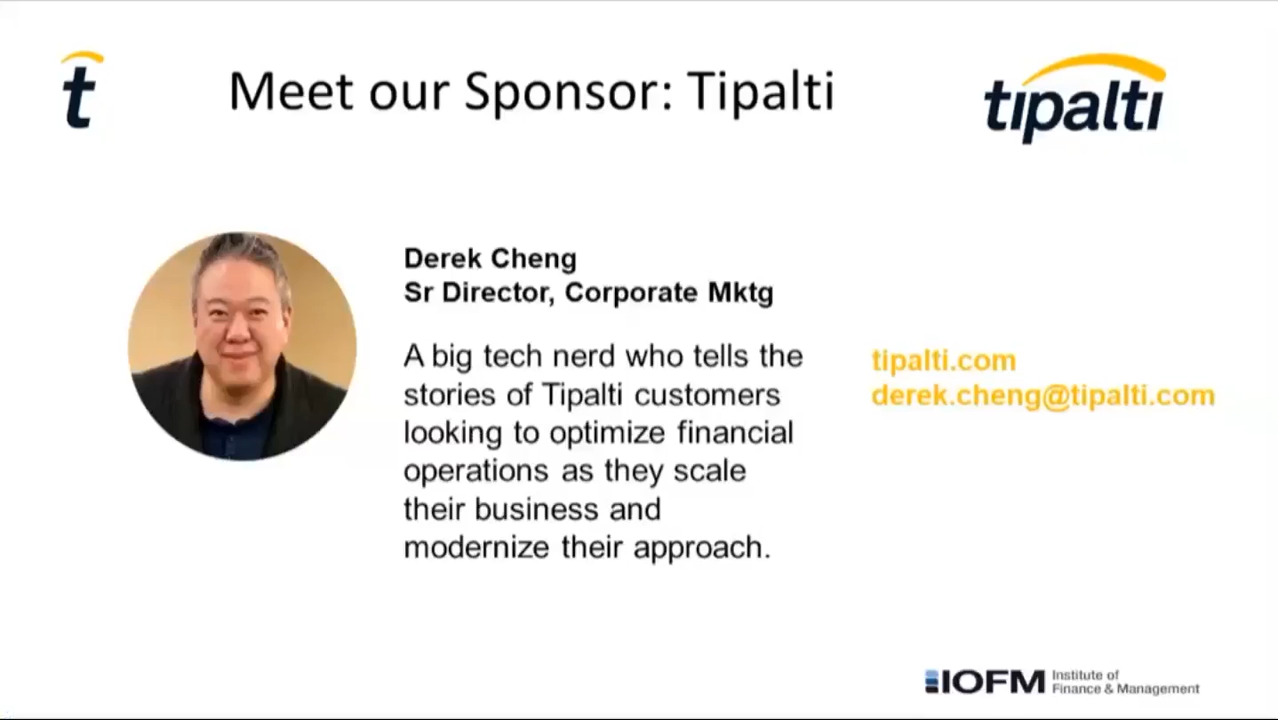 t
Meet our Sponsor: Tipalti
tipalti
Derek Cheng
Sr Director, Corporate Mktg
A big tech nerd who tells the
stories of Tipalti customers
looking to optimize financial
operations as they scale
their business and
modernize their approach.
tipalti.com
derek.cheng@tipalti.com
IOFM
Institute of
Finance & Management